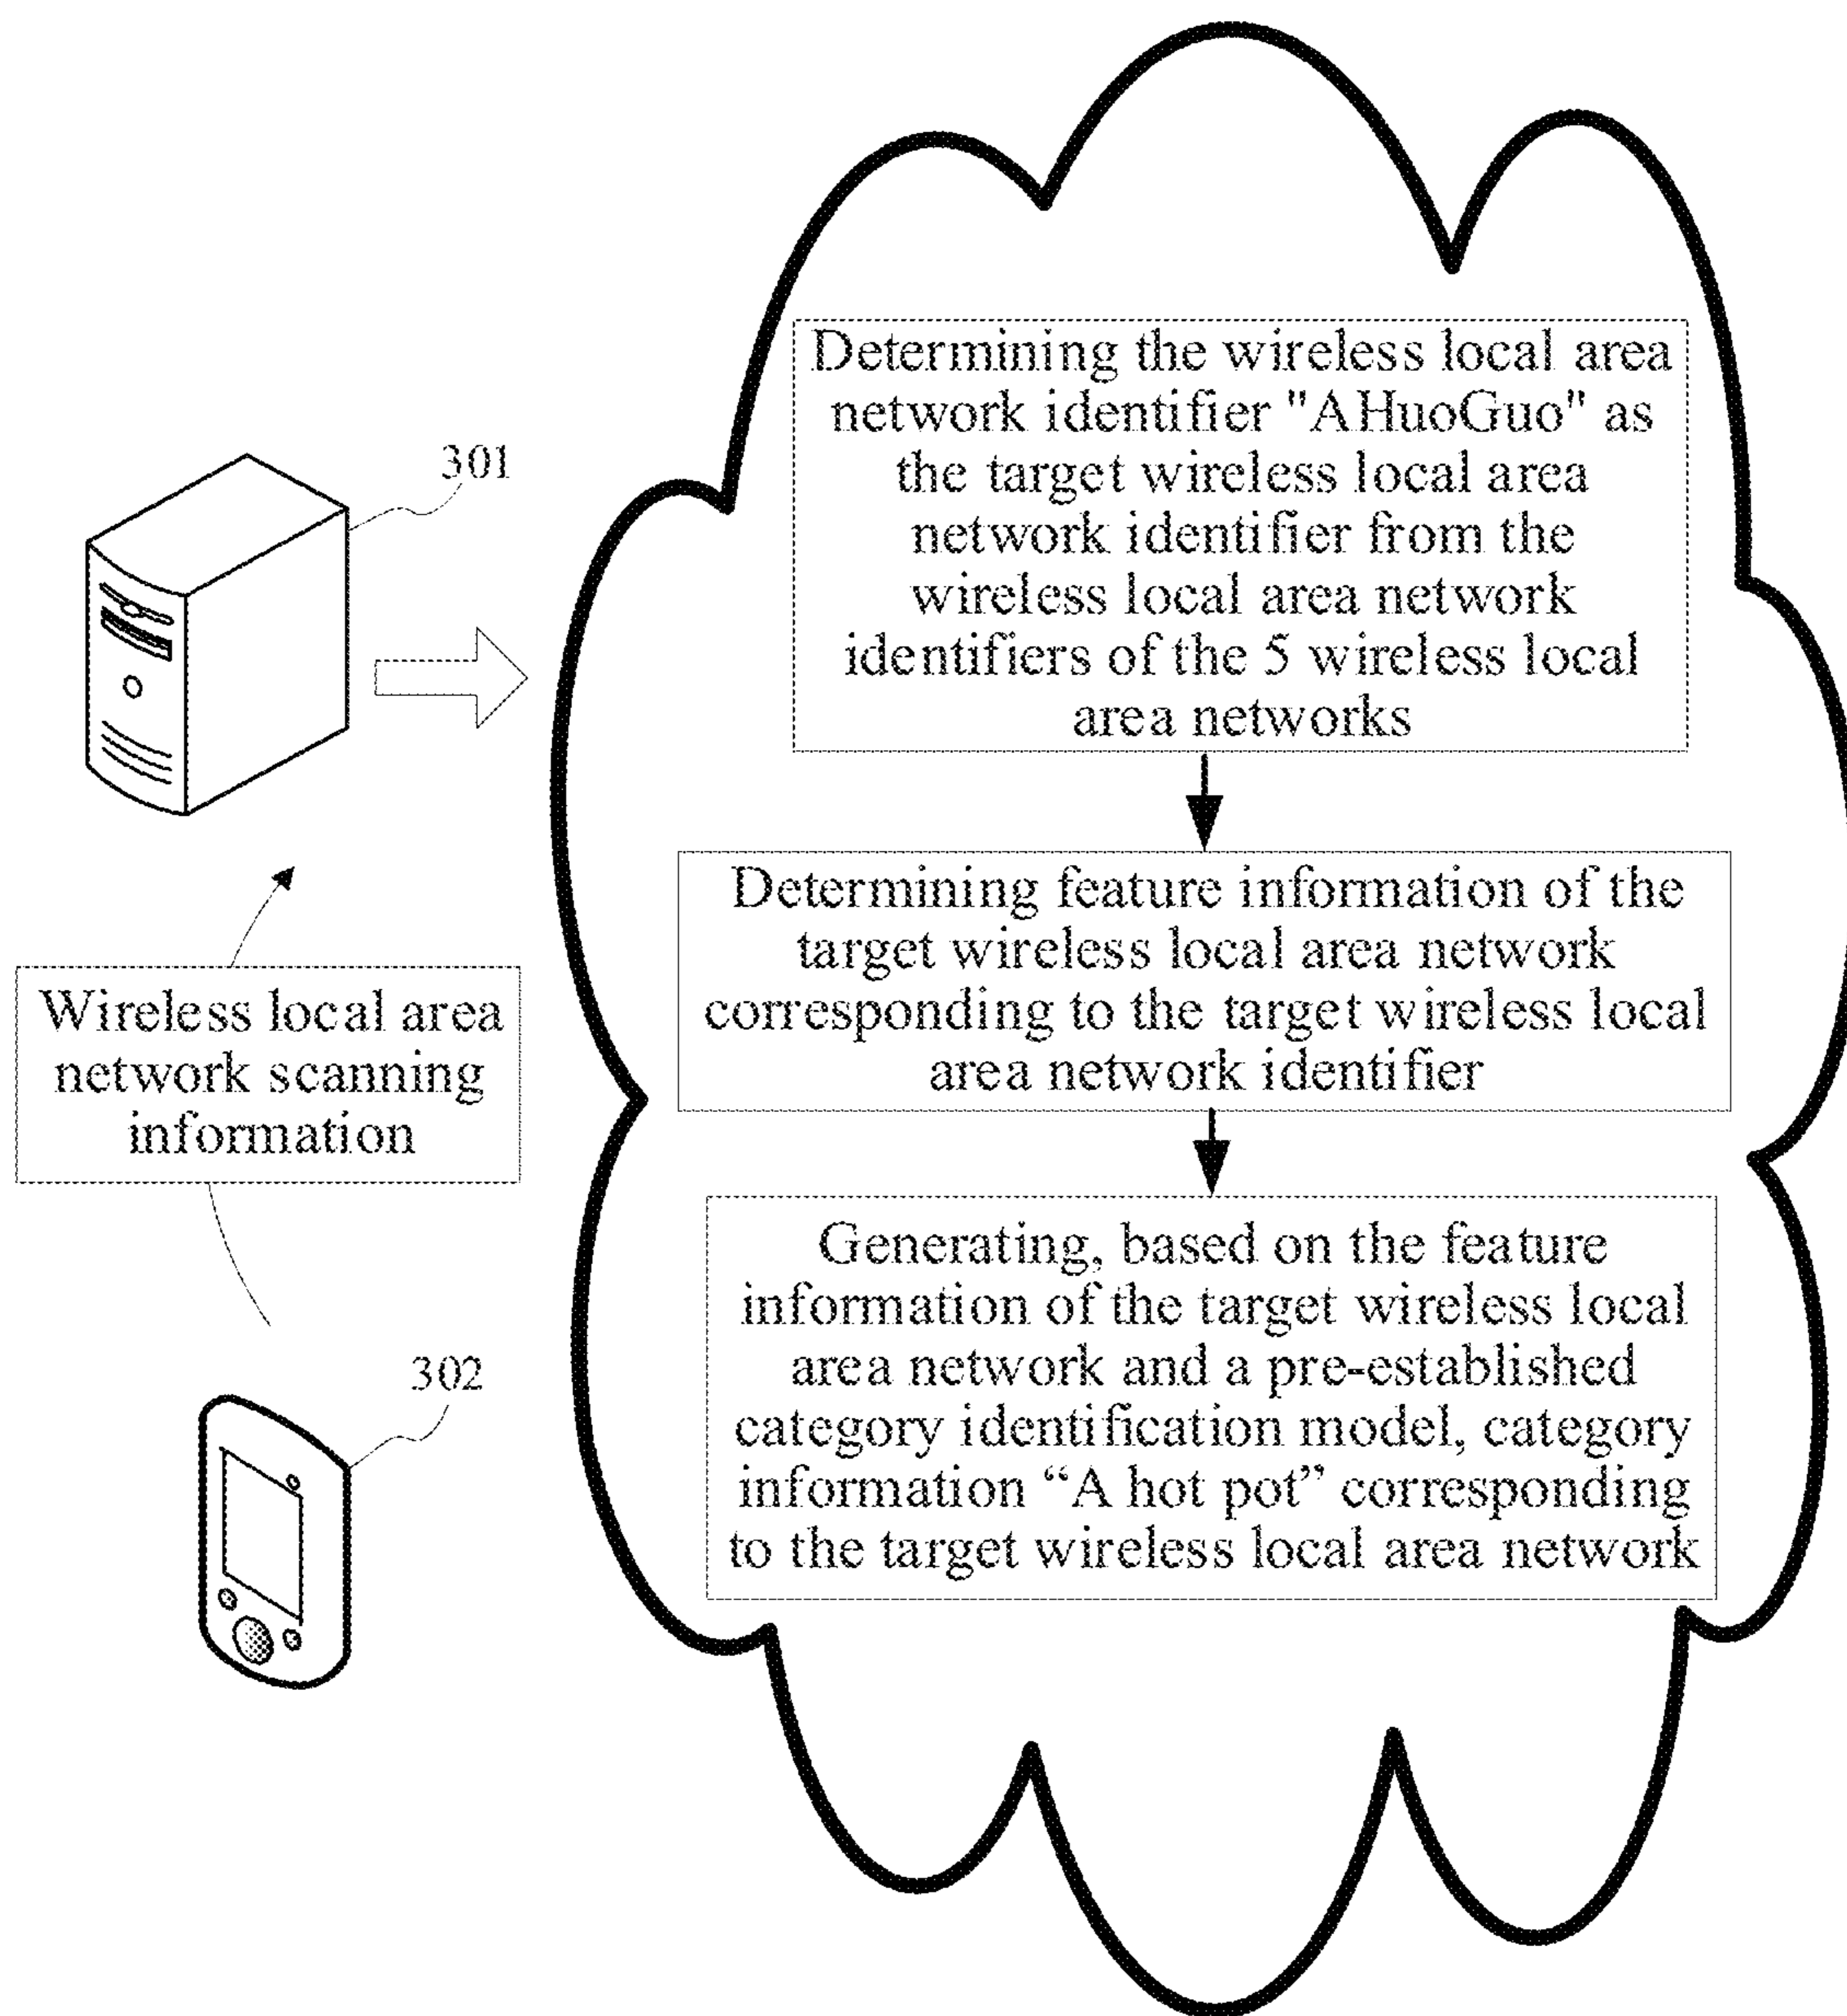 301
Wireless local area
network scanning
information
302
Determining the wireless local area
network identifier "AHuoGuo" as
the target wireless local area
network identifier from the
wireless local area network
identifiers of the 5 wireless local
area networks
Determining feature information of the
target wireless local area network
corresponding to the target wireless local
area network identifier
Generating, based on the feature
information of the target wireless local
area network and a pre-established
category identification model, category
information “A hot pot” corresponding
to the target wireless local area network